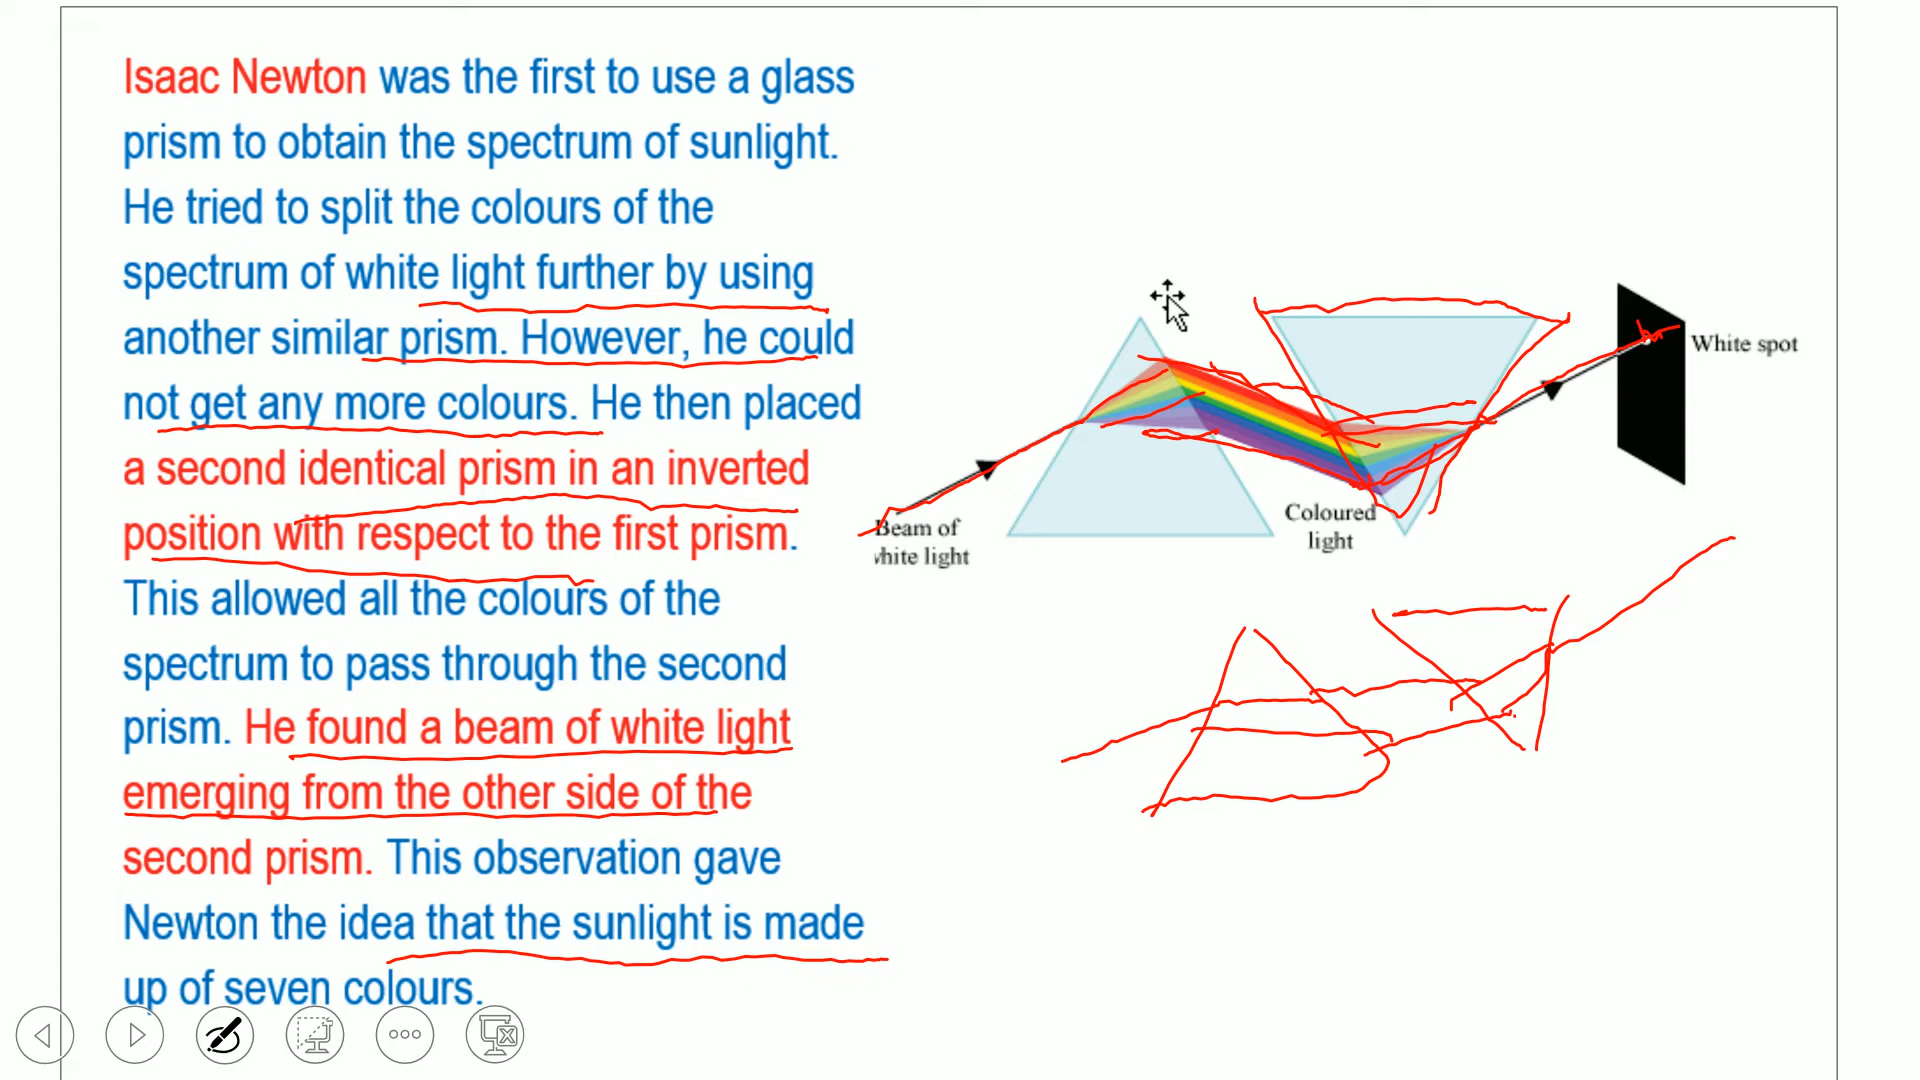 Isaac Newton was the first to use a glass
prism to obtain the spectrum of sunlight.
He tried to split the colours of the
spectrum of white light further by using
another similar prism. However, he could
not get any more colours. He then placed
a second identical prism in an inverted
position with respect to the first prism.
This allowed all the colours of the
spectrum to pass through the second
prism. He found a beam of white light
emerging from the other side of the
second prism. This observation gave
Newton the idea that the sunlight is made
up of seven colours.
White spot
Coloured
light
Beam of
white light